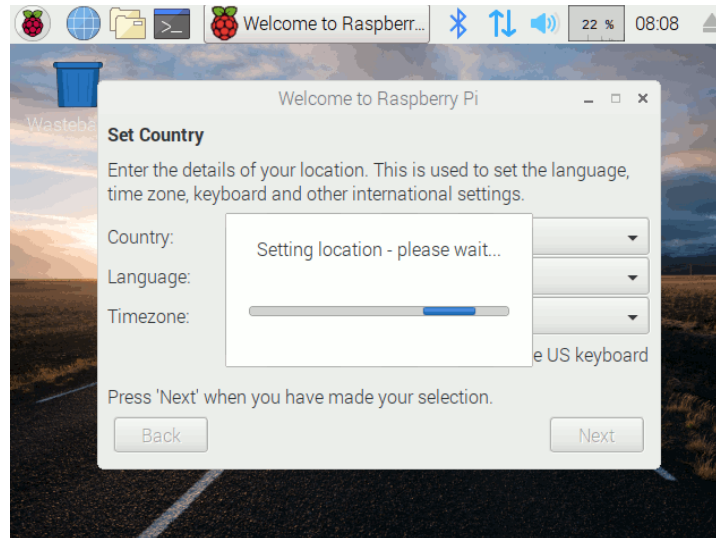 Welcome to Raspberr... 22 % 08:08
Welcome to Raspberry Pi
Set Country
Enter the details of your location. This is used to set the language,
time zone, keyboard and other international settings.
Country:
Setting location - please wait...
Language:
Timezone:
US keyboard
Press 'Next' when you have made your selection.
Back Next